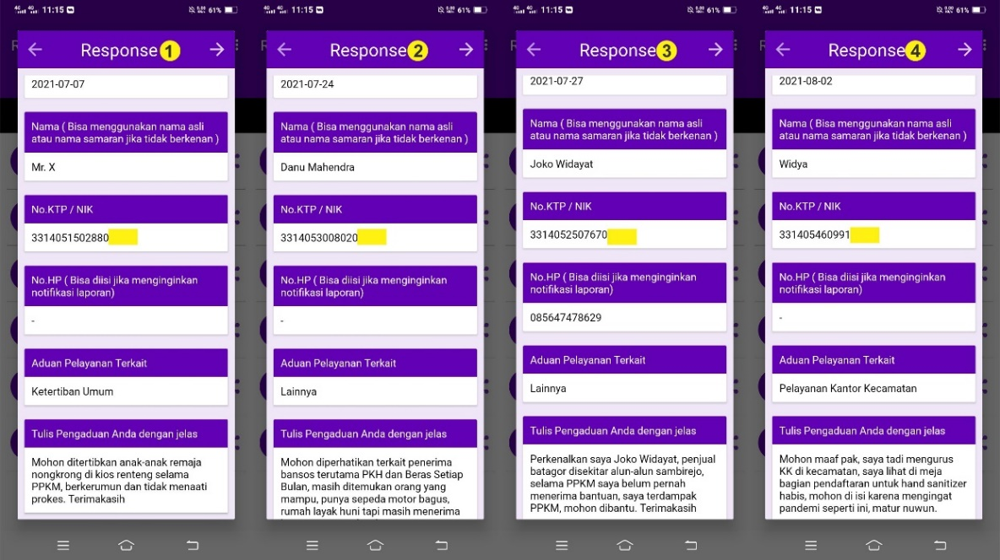 11:15
61%
Response 1
2021-07-07
Nama ( Bisa menggunakan nama asli
atau nama samaran jika tidak berkenan )
Mr. X
No.KTP / NIK
3314051502880
No.HP ( Bisa diisi jika menginginkan
notifikasi laporan)
-
Aduan Pelayanan Terkait
Ketertiban Umum
Tulis Pengaduan Anda dengan jelas
Mohon ditertibkan anak-anak remaja
nongkrong di kios renteng selama
PPKM, berkerumun dan tidak menaati
prokes. Terimakasih
11:15
61%
Response 2
2021-07-24
Nama ( Bisa menggunakan nama asli
atau nama samaran jika tidak berkenan )
Danu Mahendra
No.KTP / NIK
3314053008020
No.HP ( Bisa diisi jika menginginkan
notifikasi laporan)
-
Aduan Pelayanan Terkait
Lainnya
Tulis Pengaduan Anda dengan jelas
Mohon diperhatikan terkait penerima
bansos terutama PKH dan Beras Setiap
Bulan, masih ditemukan orang yang
mampu, punya sepeda motor bagus,
rumah layak huni tapi masih menerima
11:15
61%
Response 3
2021-07-27
Nama ( Bisa menggunakan nama asli
atau nama samaran jika tidak berkenan )
Joko Widayat
No.KTP / NIK
3314052507670
No.HP ( Bisa diisi jika menginginkan
notifikasi laporan)
085647478629
Aduan Pelayanan Terkait
Lainnya
Tulis Pengaduan Anda dengan jelas
Perkenalkan saya Joko Widayat, penjual
batagor disekitar alun-alun sambirejo,
selama PPKM saya belum pernah
menerima bantuan, saya terdampak
PPKM, mohon dibantu. Terimakasih
11:15
61%
Response 4
2021-08-02
Nama ( Bisa menggunakan nama asli
atau nama samaran jika tidak berkenan )
Widya
No.KTP / NIK
331405460991
No.HP ( Bisa diisi jika menginginkan
notifikasi laporan)
-
Aduan Pelayanan Terkait
Pelayanan Kantor Kecamatan
Tulis Pengaduan Anda dengan jelas
Mohon maaf pak, saya tadi mengurus
KK di kecamatan, saya lihat di meja
bagian pendaftaran untuk hand sanitizer
habis, mohon di isi karena mengingat
pandemi seperti ini, matur nuwun.